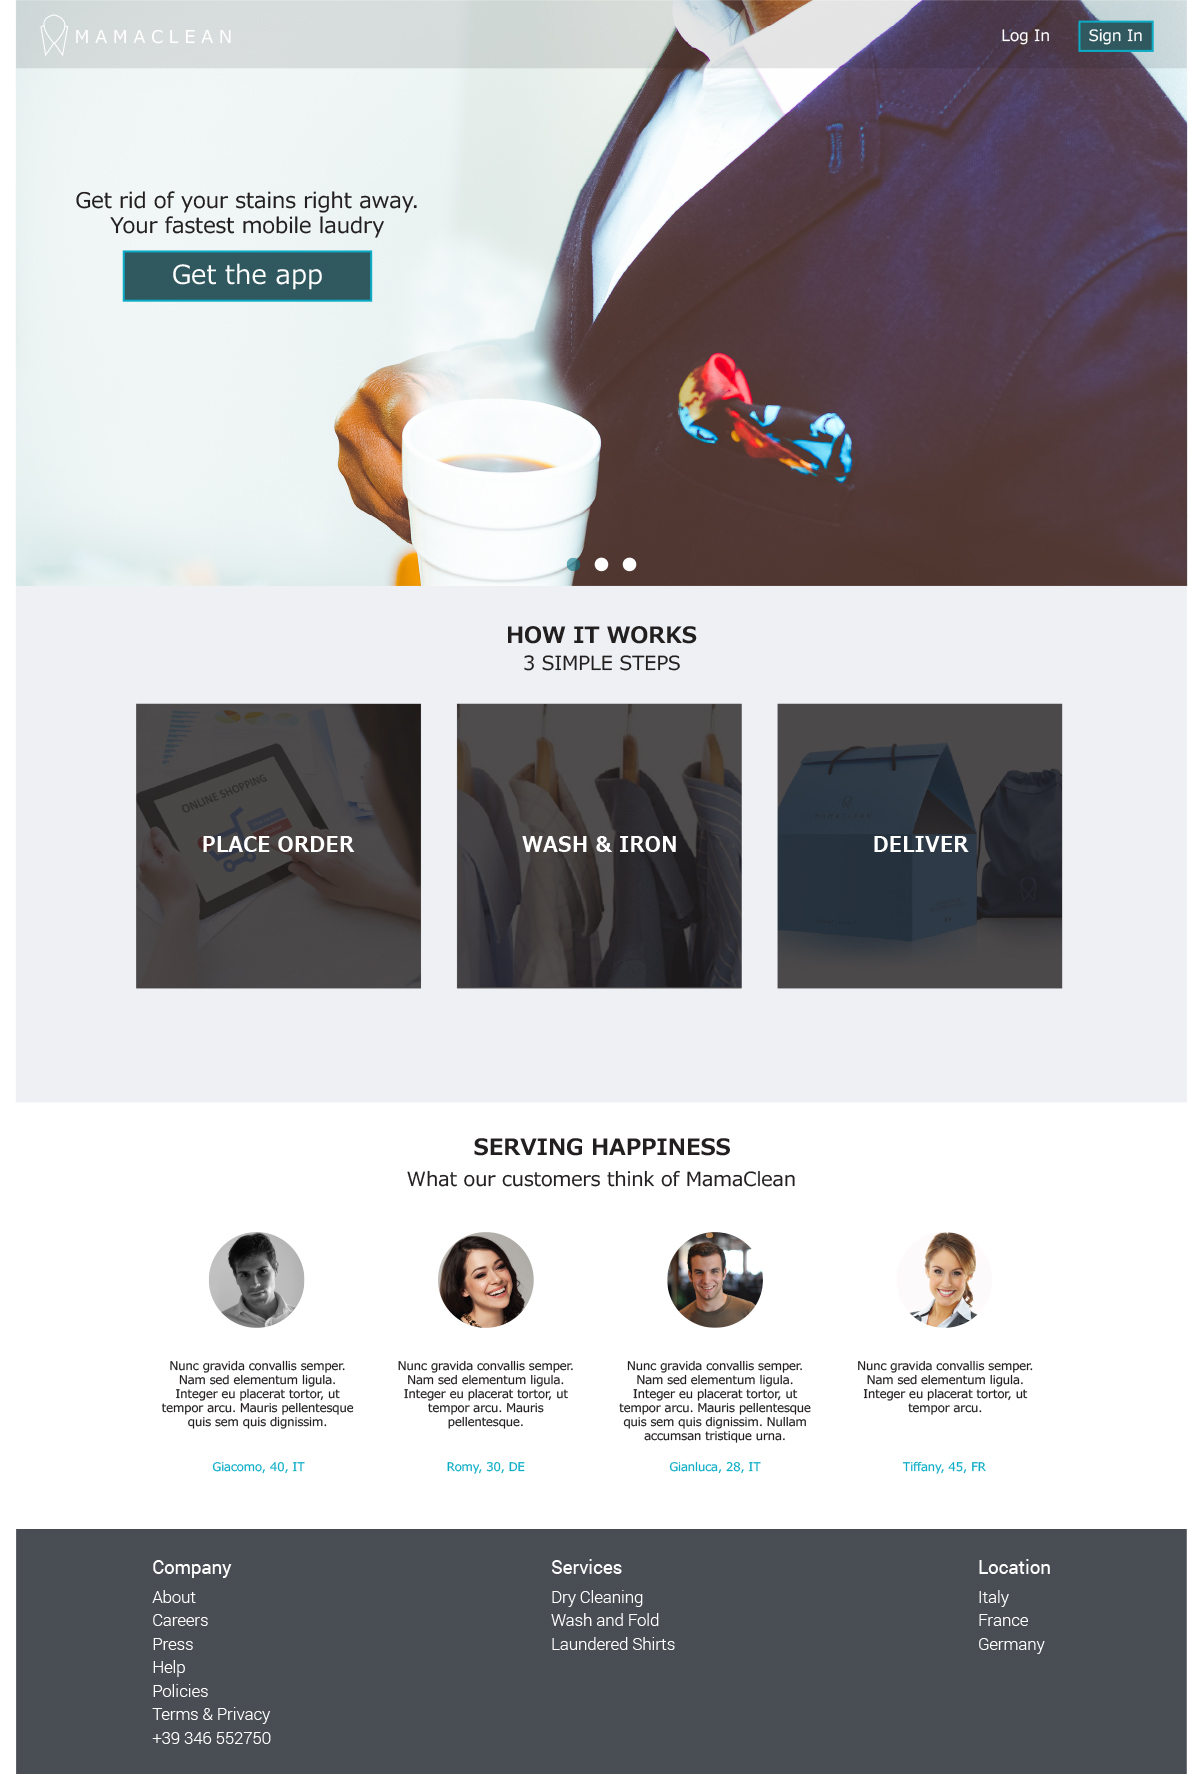 MAMACLEAN
Log In
Sign In
Get rid of your stains right away.
Your fastest mobile laudry
Get the app
HOW IT WORKS
3 SIMPLE STEPS
ONLINE SHOPPING
PLACE ORDER
WASH & IRON
MAMACLEAN
DELIVER
SERVING HAPPINESS
What our customers think of MamaClean
Nunc gravida convallis semper.
Nam sed elementum ligula.
Integer eu placerat tortor, ut
tempor arcu. Mauris pellentesque
quis sem quis dignissim.
Giacomo, 40, IT
Nunc gravida convallis semper.
Nam sed elementum ligula.
Integer eu placerat tortor, ut
tempor arcu. Mauris
pellentesque.
Romy, 30, DE
Nunc gravida convallis semper.
Nam sed elementum ligula.
Integer eu placerat tortor, ut
tempor arcu. Mauris pellentesque
quis sem quis dignissim. Nullam
accumsan tristique urna.
Gianluca, 28, IT
Nunc gravida convallis semper.
Nam sed elementum ligula.
Integer eu placerat tortor, ut
tempor arcu.
Tiffany, 45, FR
Company
About
Careers
Press
Help
Policies
Terms & Privacy
+39 346 552750
Services
Dry Cleaning
Wash and Fold
Laundered Shirts
Location
Italy
France
Germany